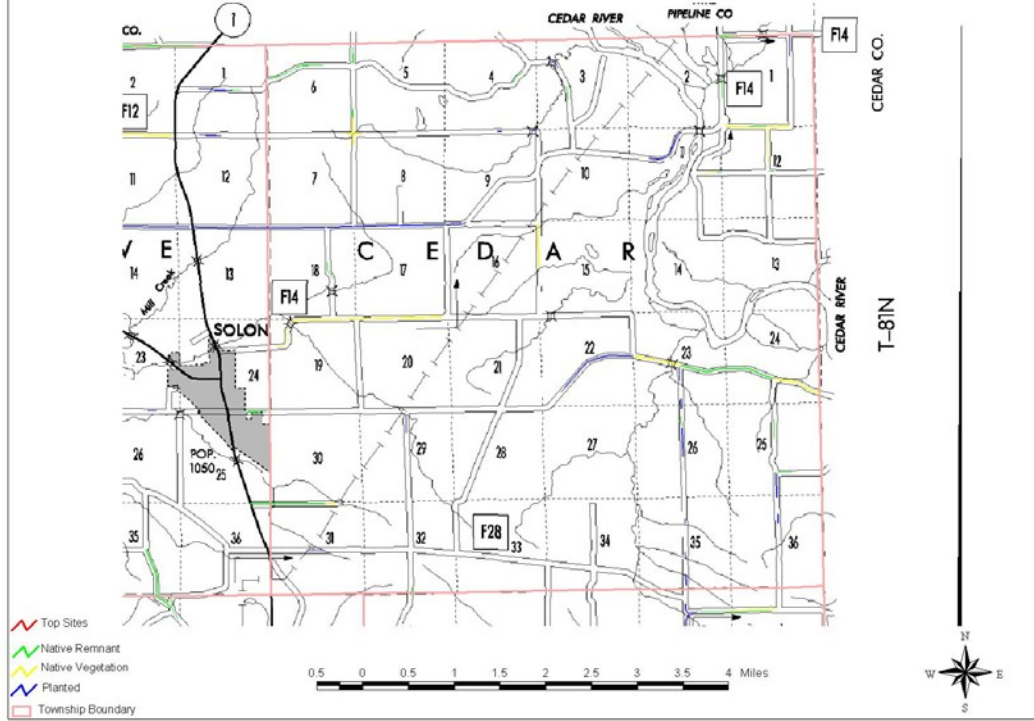 CO.
1
CEDAR RIVER
PIPELINE CO
F14
CEDAR CO.
2
1
6
5
4
3
2
F14
1
F12
11
12
7
8
9
10
11
12
VE CEDAR
14
13
18
17
16
15
14
13
Mill Creek
F14
CEDAR RIVER
T-81N
SOLON
23
24
19
20
21
22
23
24
26
POP.
1050
25
30
29
28
27
26
25
F28
35
36
31
32
33
34
35
36
Top Sites
Native Remnant
Native Vegetation
Planted
Township Boundary
0.5 0 0.5 1 1.5 2 2.5 3 3.5 4 Miles
N
W E
S